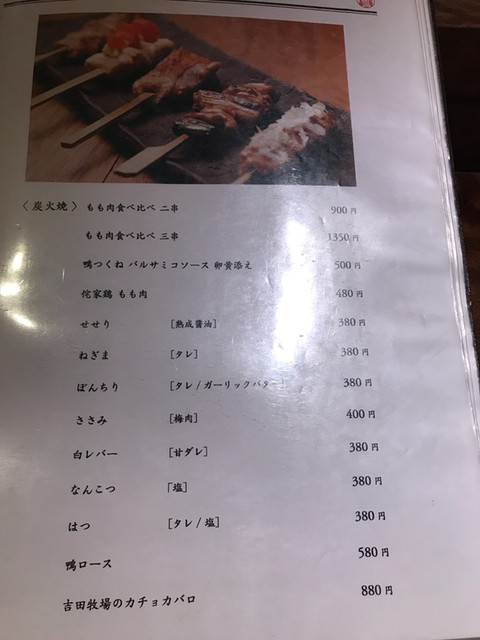 〈炭火焼〉 もも肉食べ比べ 二串 900円
もも肉食べ比べ 三串 1350円
鴨つくね バルサミコソース 卵黄添え 500円
侘家鶏 もも肉 480円
せせり [熟成醤油] 380円
ねぎま [タレ] 380円
ぼんちり [タレ/ガーリックバター] 380円
ささみ [梅肉] 400円
白レバー [甘ダレ] 380円
なんこつ [塩] 380円
はつ [タレ/塩] 380円
鴨ロース 580円
吉田牧場のカチョカバロ 880円